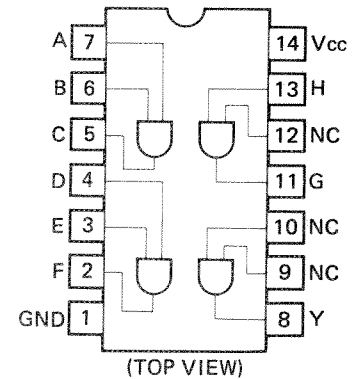 A 7 14 Vcc
B 6 13 H
C 5 12 NC
D 4 11 G
E 3 10 NC
F 2 9 NC
GND 1 8 Y
(TOP VIEW)